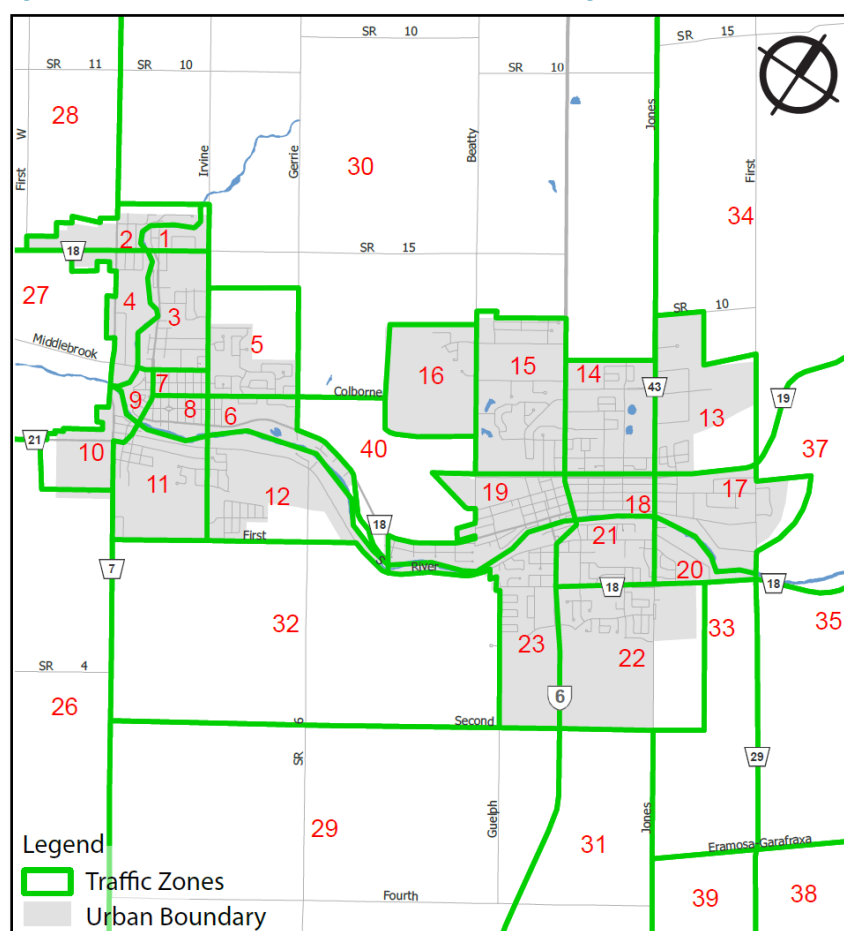 SR 10
SR 15
SR 11
SR 10
SR 10
28
First W
Irvine
Gerrie
Beatty
Jones
First
30
34
2
1
18
SR 15
27
4
3
5
SR 10
Middlebrook
16
15
14
43
13
19
7
9
8
6
Colborne
21
10
40
37
11
12
19
18
17
First
18
River
21
20
7
18
18
32
23
22
33
35
SR 4
26
6
Second
SR 6
29
29
Guelph
31
Jones
Eramosa-Garafraxa
Legend
Traffic Zones
Fourth
39
38
Urban Boundary